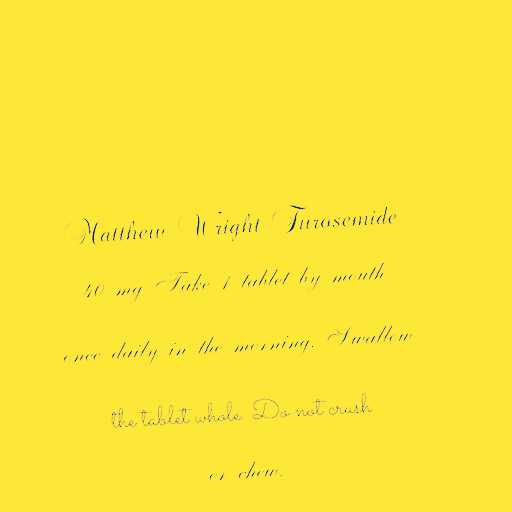 Matthew Wright Furosemide
40 mg Take 1 tablet by mouth
once daily in the morning. Swallow
the tablet whole. Do not crush
or chew.